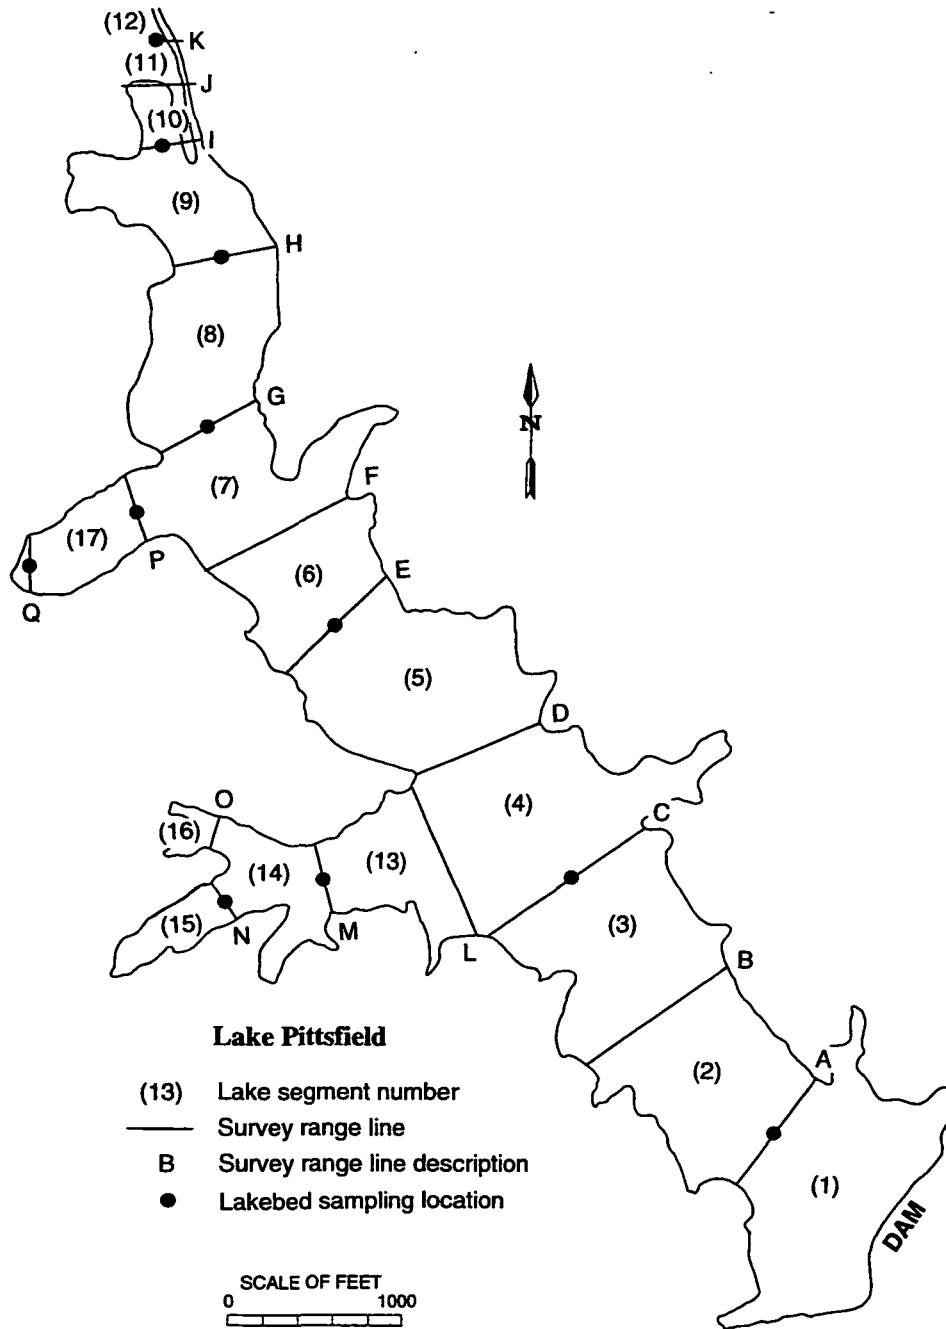 (12)
K
(11)
J
(10)
I
(9)
H
(8)
G
N
F
(7)
(17)
P
(6)
E
Q
(5)
D
O
(4)
C
(16)
(14)
(13)
(15)
N
M
L
(3)
B
Lake Pittsfield
A
(2)
(13) Lake segment number
Survey range line
B Survey range line description
(1)
Lakebed sampling location
DAM
SCALE OF FEET
0 1000